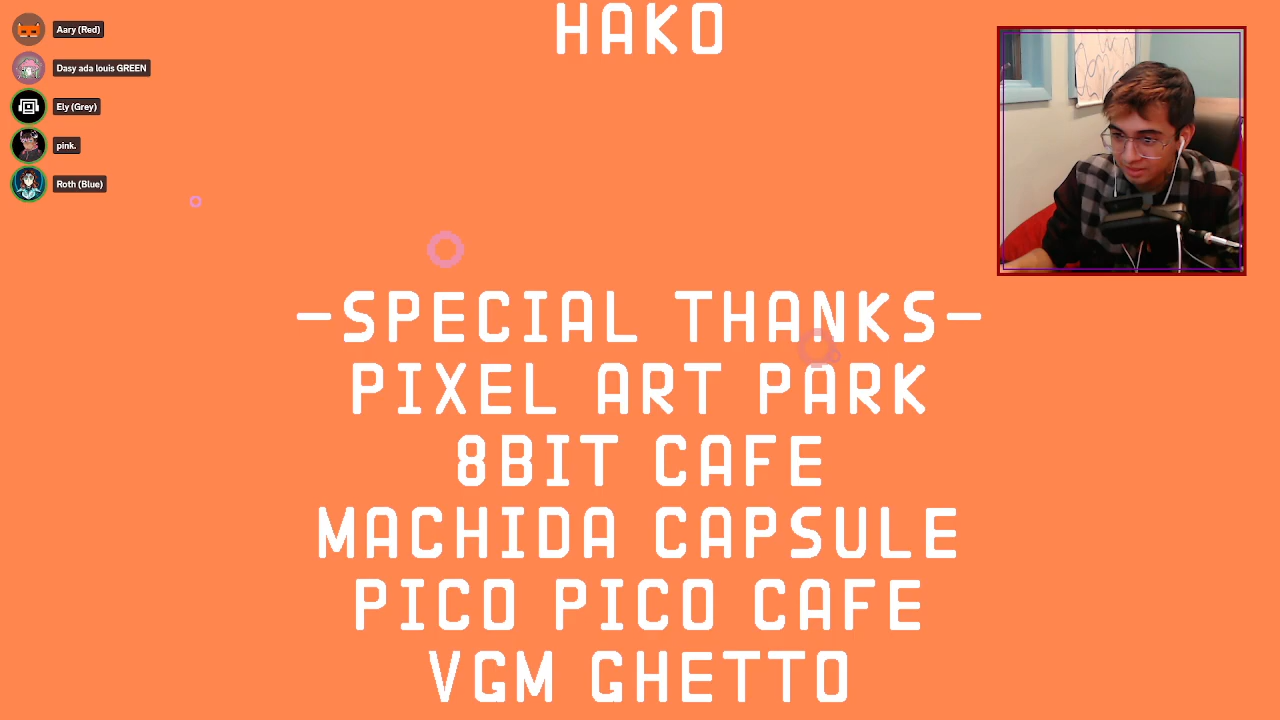 HAKO
Aary (Red)
Dasy ada louis GREEN
Ely (Grey)
pink.
Roth (Blue)
-SPECIAL THANKS-
PIXEL ART PARK
8BIT CAFE
MACHIDA CAPSULE
PICO PICO CAFE
VGM GHETTO